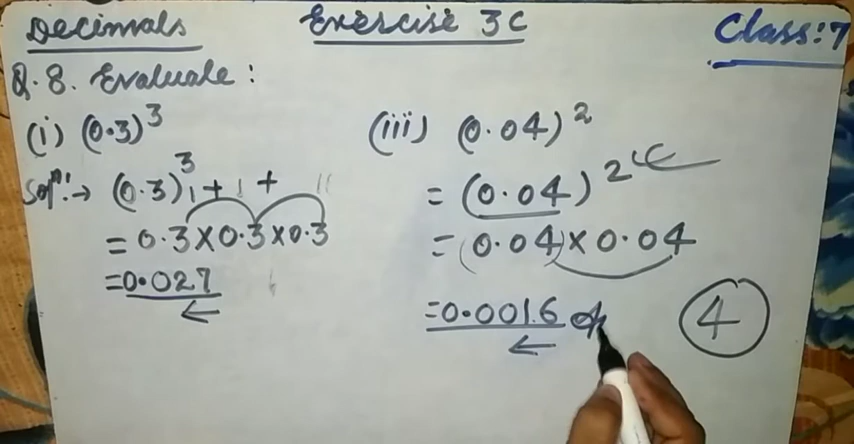 Decimals Exercise 3C Class:7
Q.8. Evaluate:
(i) (0.3)³
Solⁿ:→ (0.3)³
= 0.3×0.3×0.3
=0.027
(iii) (0.04)²
= (0.04)²
= (0.04)×0.04
=0.0016
4